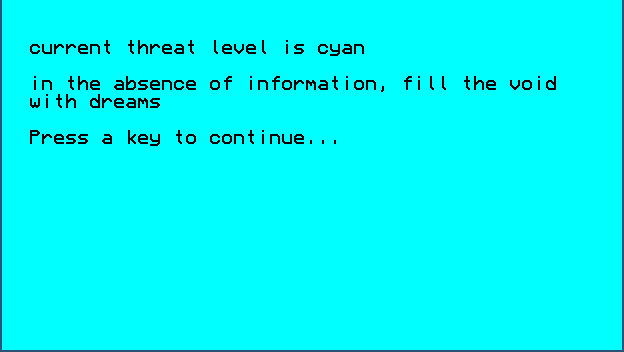 current threat level is cyan
in the absence of information, fill the void
with dreams
Press a key to continue...